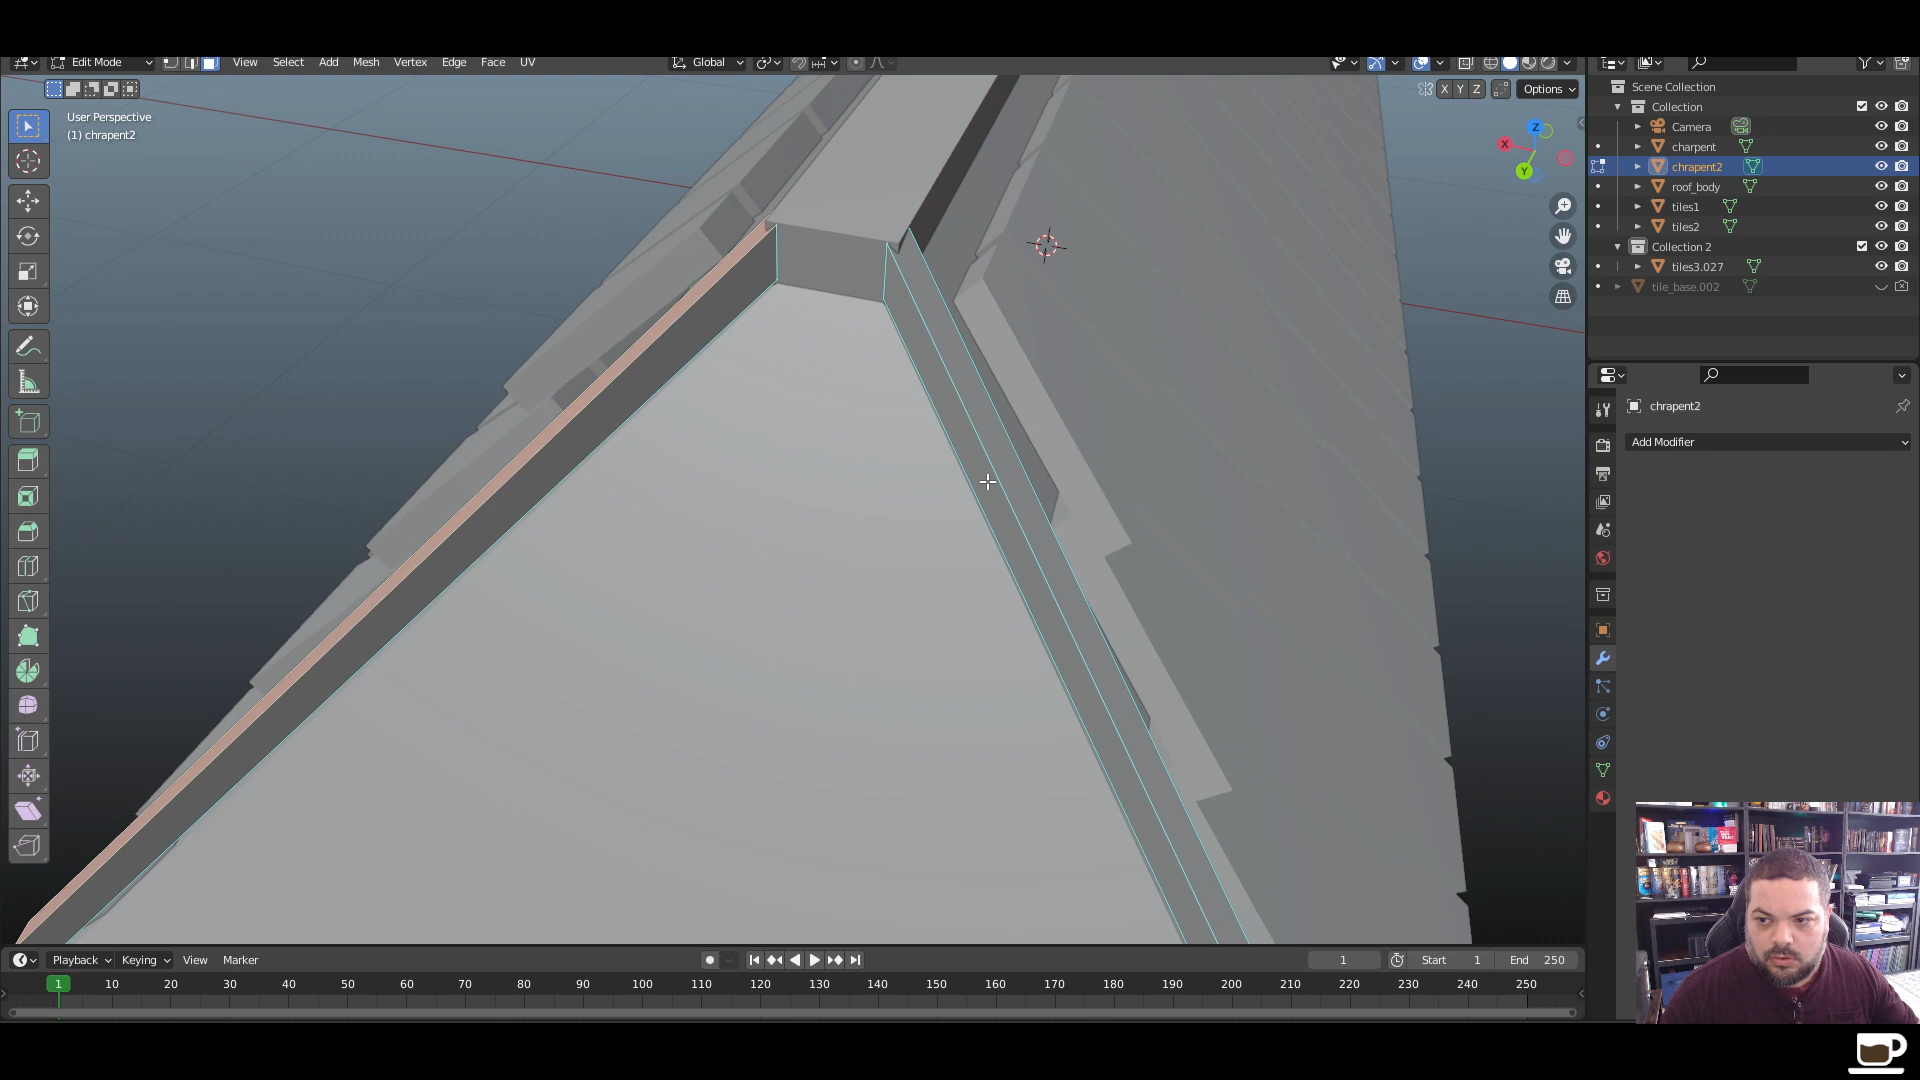 Edit Mode View Select Add Mesh Vertex Edge Face UV Global
X Y Z Options
User Perspective
(1) chrapent2
Z
X
Y
Scene Collection
Collection
Camera
charpent
chrapent2
roof_body
tiles1
tiles2
Collection 2
tiles3.027
tile_base.002
chrapent2
Add Modifier
Playback Keying View Marker 1 Start 1 End 250
1 10 20 30 40 50 60 70 80 90 100 110 120 130 140 150 160 170 180 190 200 210 220 230 240 250